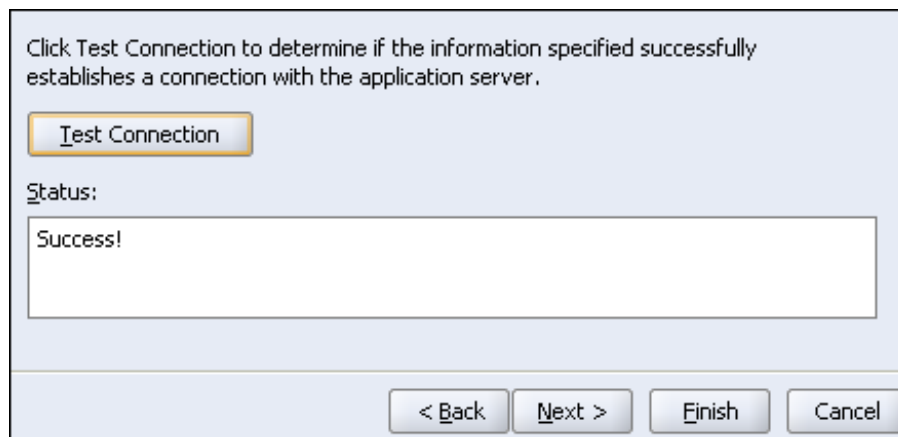 Click Test Connection to determine if the information specified successfully
establishes a connection with the application server.
Test Connection
Status:
Success!
< Back Next > Finish Cancel